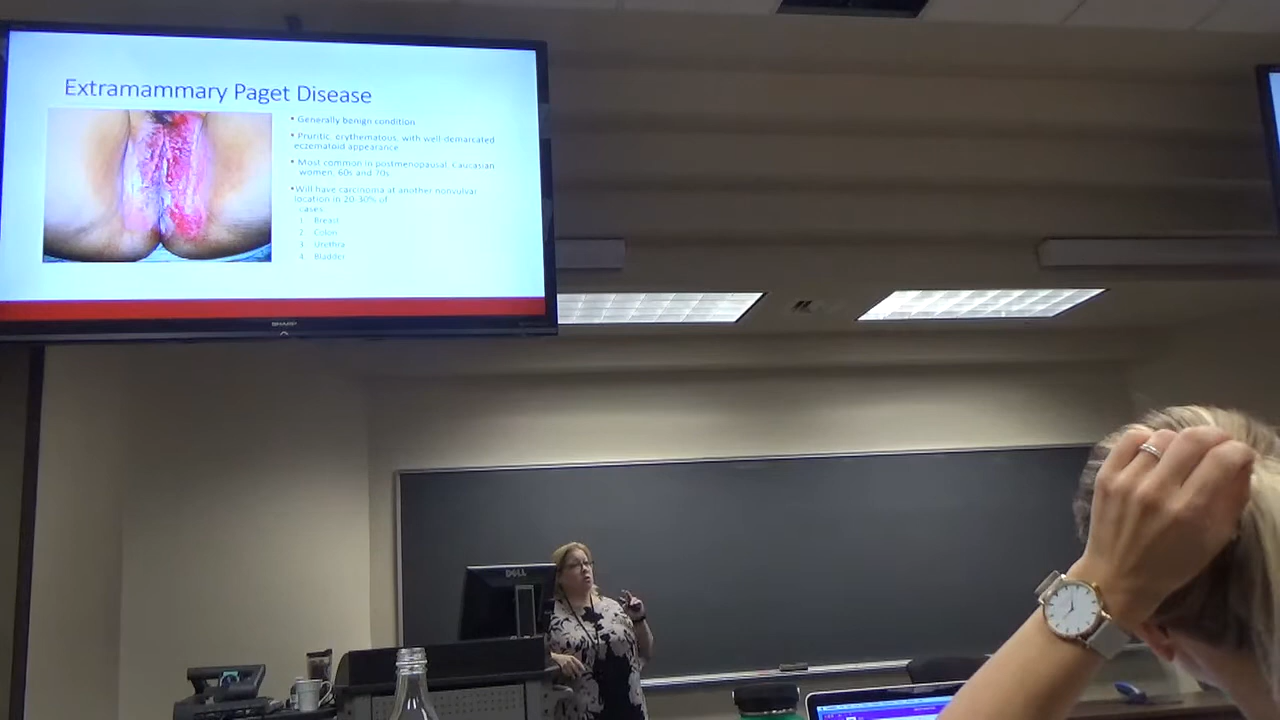 Extramammary Paget Disease
• Generally benign condition
• Pruritic, erythematous, with well-demarcated
eczematoid appearance
• Most common in postmenopausal, Caucasian
women, 60s and 70s
• Will have carcinoma at another nonvulvar
location in 20-30% of
cases
1. Breast
2. Colon
3. Urethra
4. Bladder
SHARP
DELL